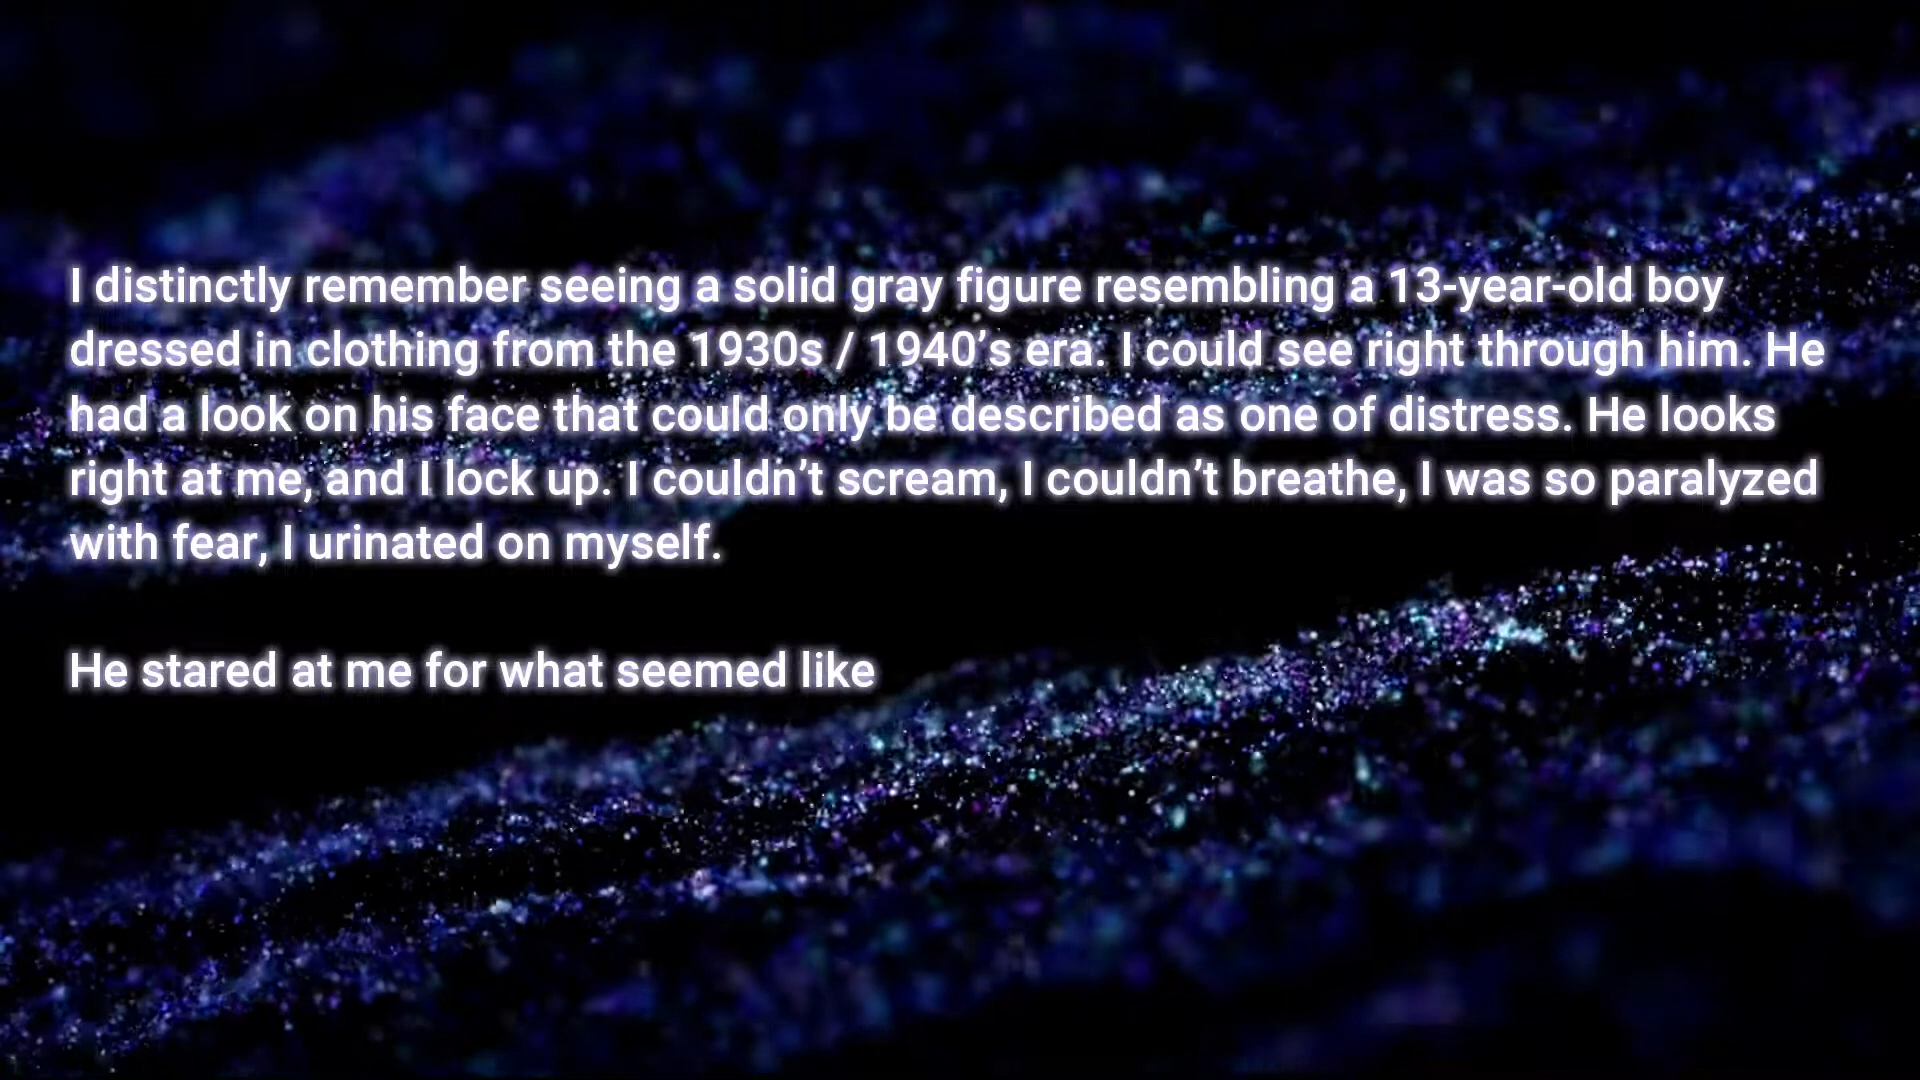 I distinctly remember seeing a solid gray figure resembling a 13-year-old boy
dressed in clothing from the 1930s / 1940’s era. I could see right through him. He
had a look on his face that could only be described as one of distress. He looks
right at me, and I lock up. I couldn’t scream, I couldn’t breathe, I was so paralyzed
with fear, I urinated on myself.
He stared at me for what seemed like